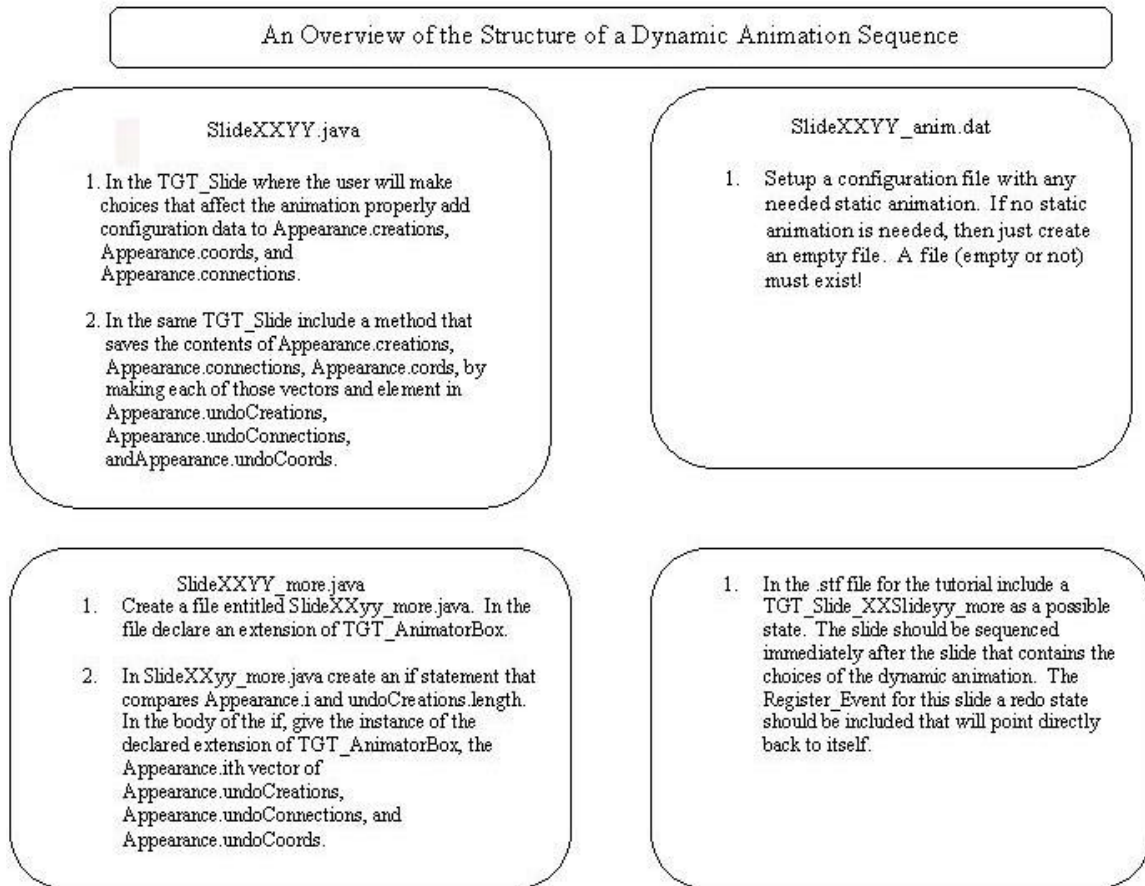 An Overview of the Structure of a Dynamic Animation Sequence
SlideXXYY.java
1. In the TGT_Slide where the user will make
choices that affect the animation properly add
configuration data to Appearance.creations,
Appearance.coords, and
Appearance.connections.
2. In the same TGT_Slide include a method that
saves the contents of Appearance.creations,
Appearance.connections, Appearance.cords, by
making each of those vectors and element in
Appearance.undoCreations,
Appearance.undoConnections,
andAppearance.undoCoords.
SlideXXYY_anim.dat
1. Setup a configuration file with any
needed static animation. If no static
animation is needed, then just create
an empty file. A file (empty or not)
must exist!
SlideXXYY_more.java
1. Create a file entitled SlideXXyy_more.java. In the
file declare an extension of TGT_AnimatorBox.
2. In SlideXXyy_more.java create an if statement that
compares Appearance.i and undoCreations.length.
In the body of the if, give the instance of the
declared extension of TGT_AnimatorBox, the
Appearance.ith vector of
Appearance.undoCreations,
Appearance.undoConnections, and
Appearance.undoCoords.
1. In the .stf file for the tutorial include a
TGT_Slide_XXSlideyy_more as a possible
state. The slide should be sequenced
immediately after the slide that contains the
choices of the dynamic animation. The
Register_Event for this slide a redo state
should be included that will point directly
back to itself.